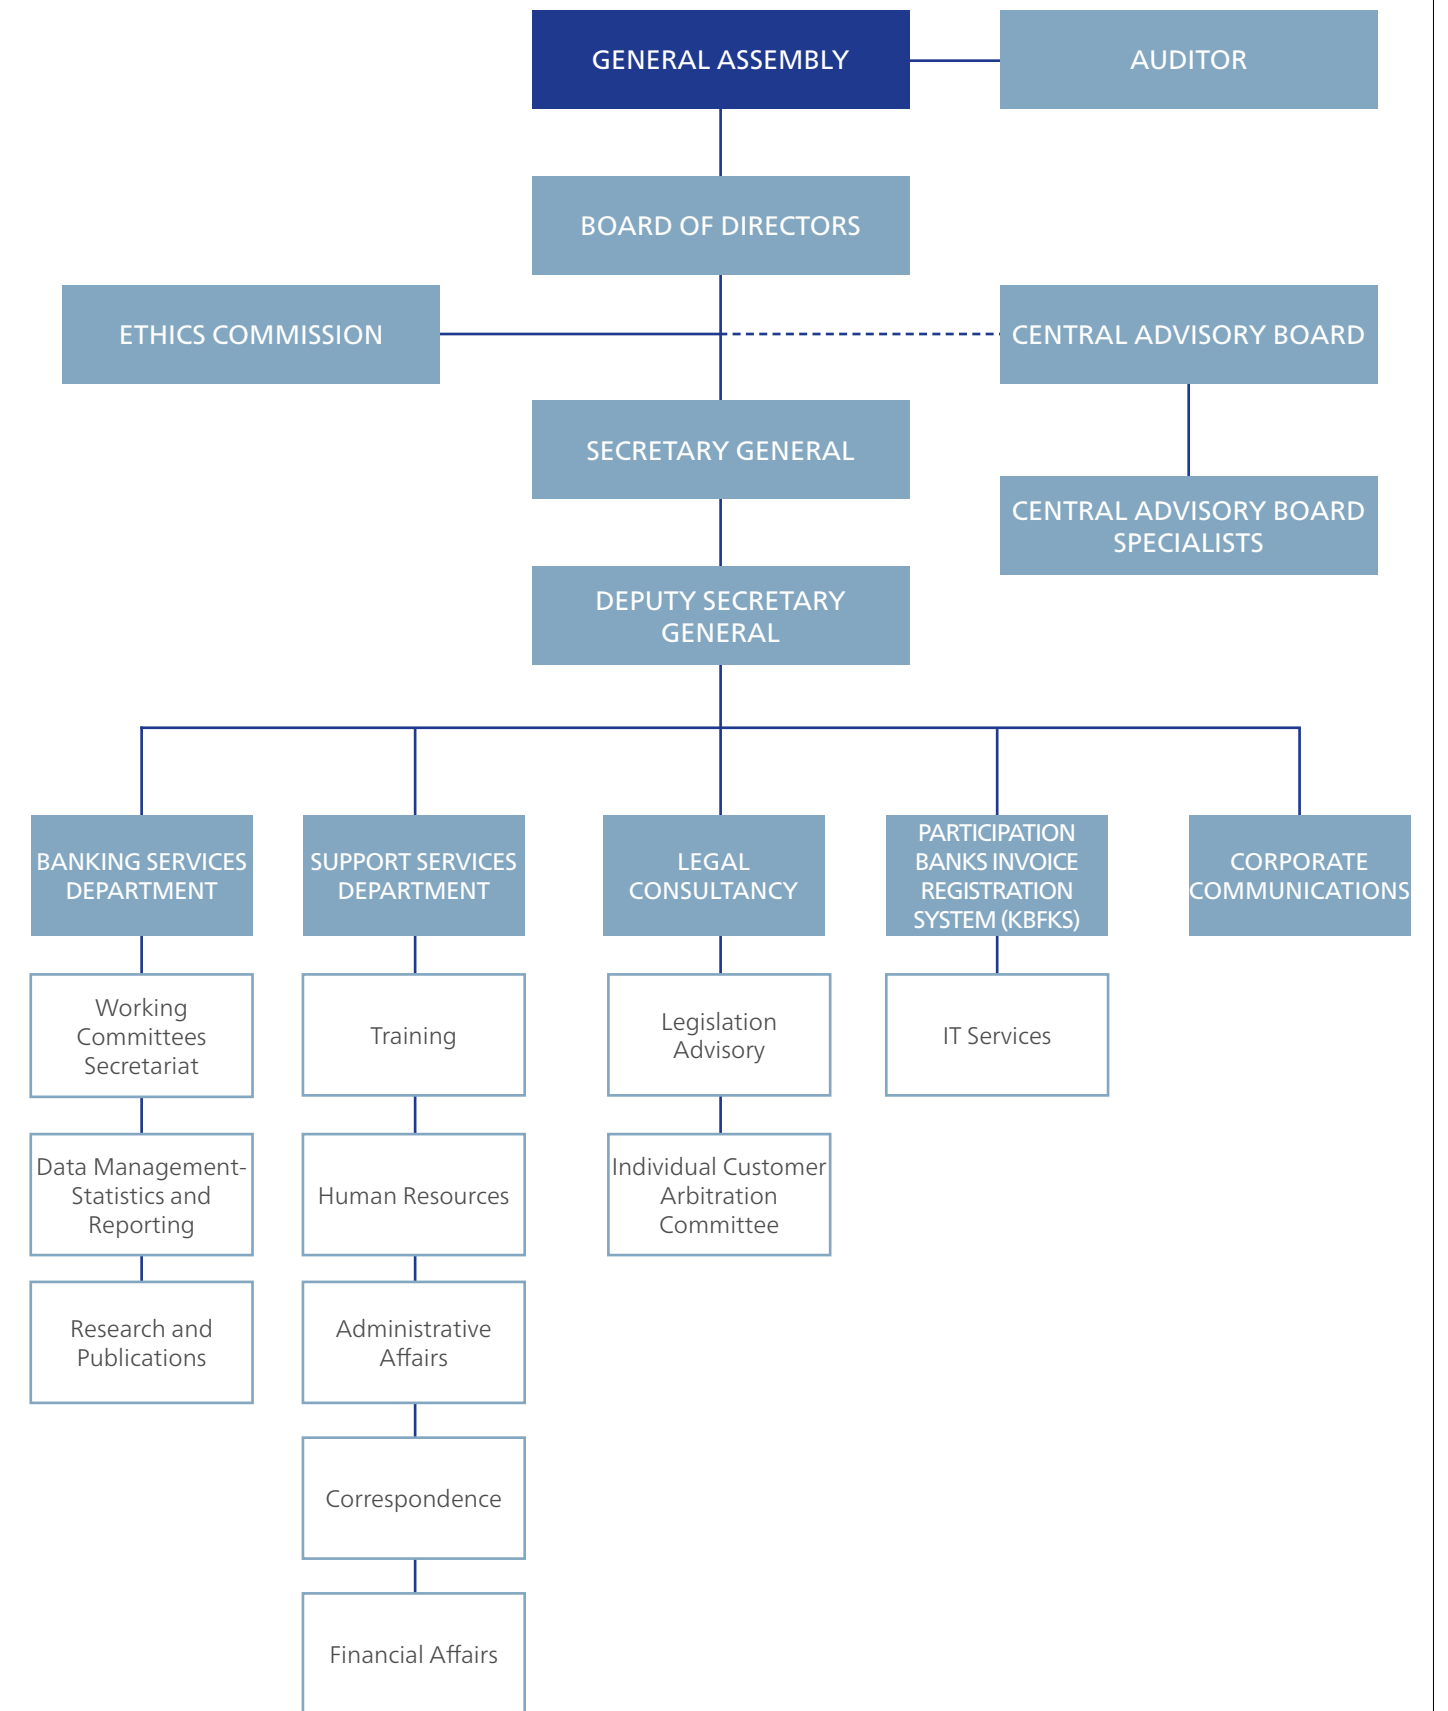 GENERAL ASSEMBLY
AUDITOR
BOARD OF DIRECTORS
ETHICS COMMISSION
CENTRAL ADVISORY BOARD
SECRETARY GENERAL
CENTRAL ADVISORY BOARD
SPECIALISTS
DEPUTY SECRETARY
GENERAL
BANKING SERVICES
DEPARTMENT
SUPPORT SERVICES
DEPARTMENT
LEGAL
CONSULTANCY
PARTICIPATION
BANKS INVOICE
REGISTRATION
SYSTEM (KBFKS)
CORPORATE
COMMUNICATIONS
Working
Committees
Secretariat
Training
Legislation
Advisory
IT Services
Data Management-
Statistics and
Reporting
Human Resources
Individual Customer
Arbitration
Committee
Research and
Publications
Administrative
Affairs
Correspondence
Financial Affairs